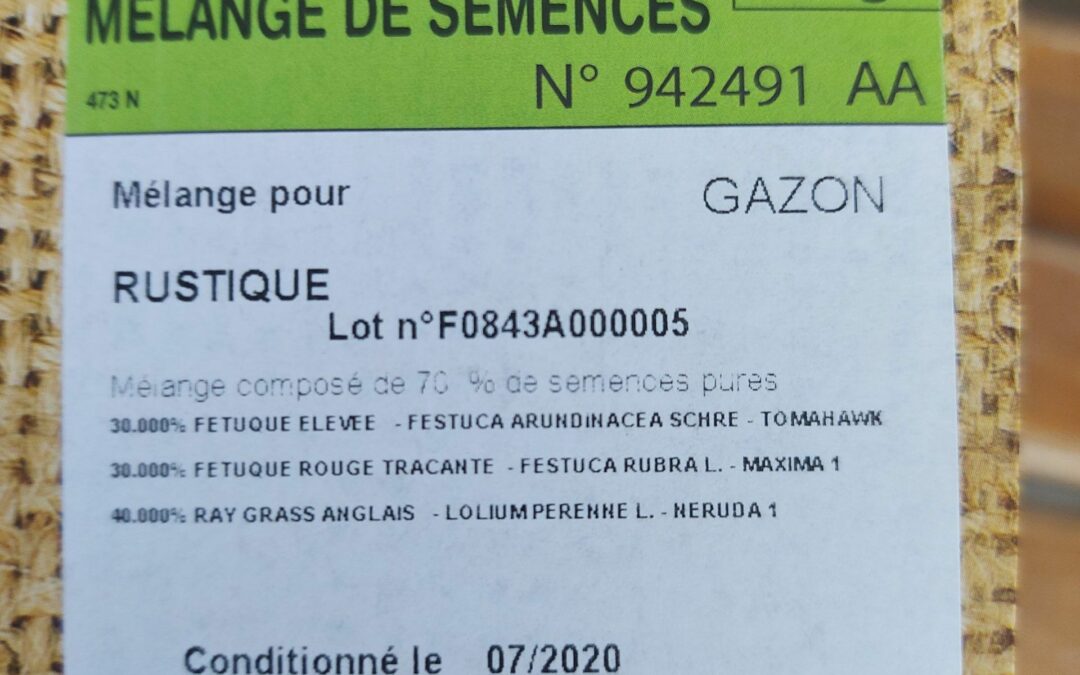 MELANGE DE SEMENCES
473 N
N° 942491 AA
Mélange pour GAZON
RUSTIQUE
Lot n°F0843A000005
Mélange composé de 70 % de semences pures
30.000% FETUQUE ELEVEE - FESTUCA ARUNDINACEA SCHRE - TOMAHAWK
30.000% FETUQUE ROUGE TRACANTE - FESTUCA RUBRA L. - MAXIMA 1
40.000% RAY GRASS ANGLAIS - LOLIUM PERENNE L. - NERUDA 1
Conditionné le 07/2020